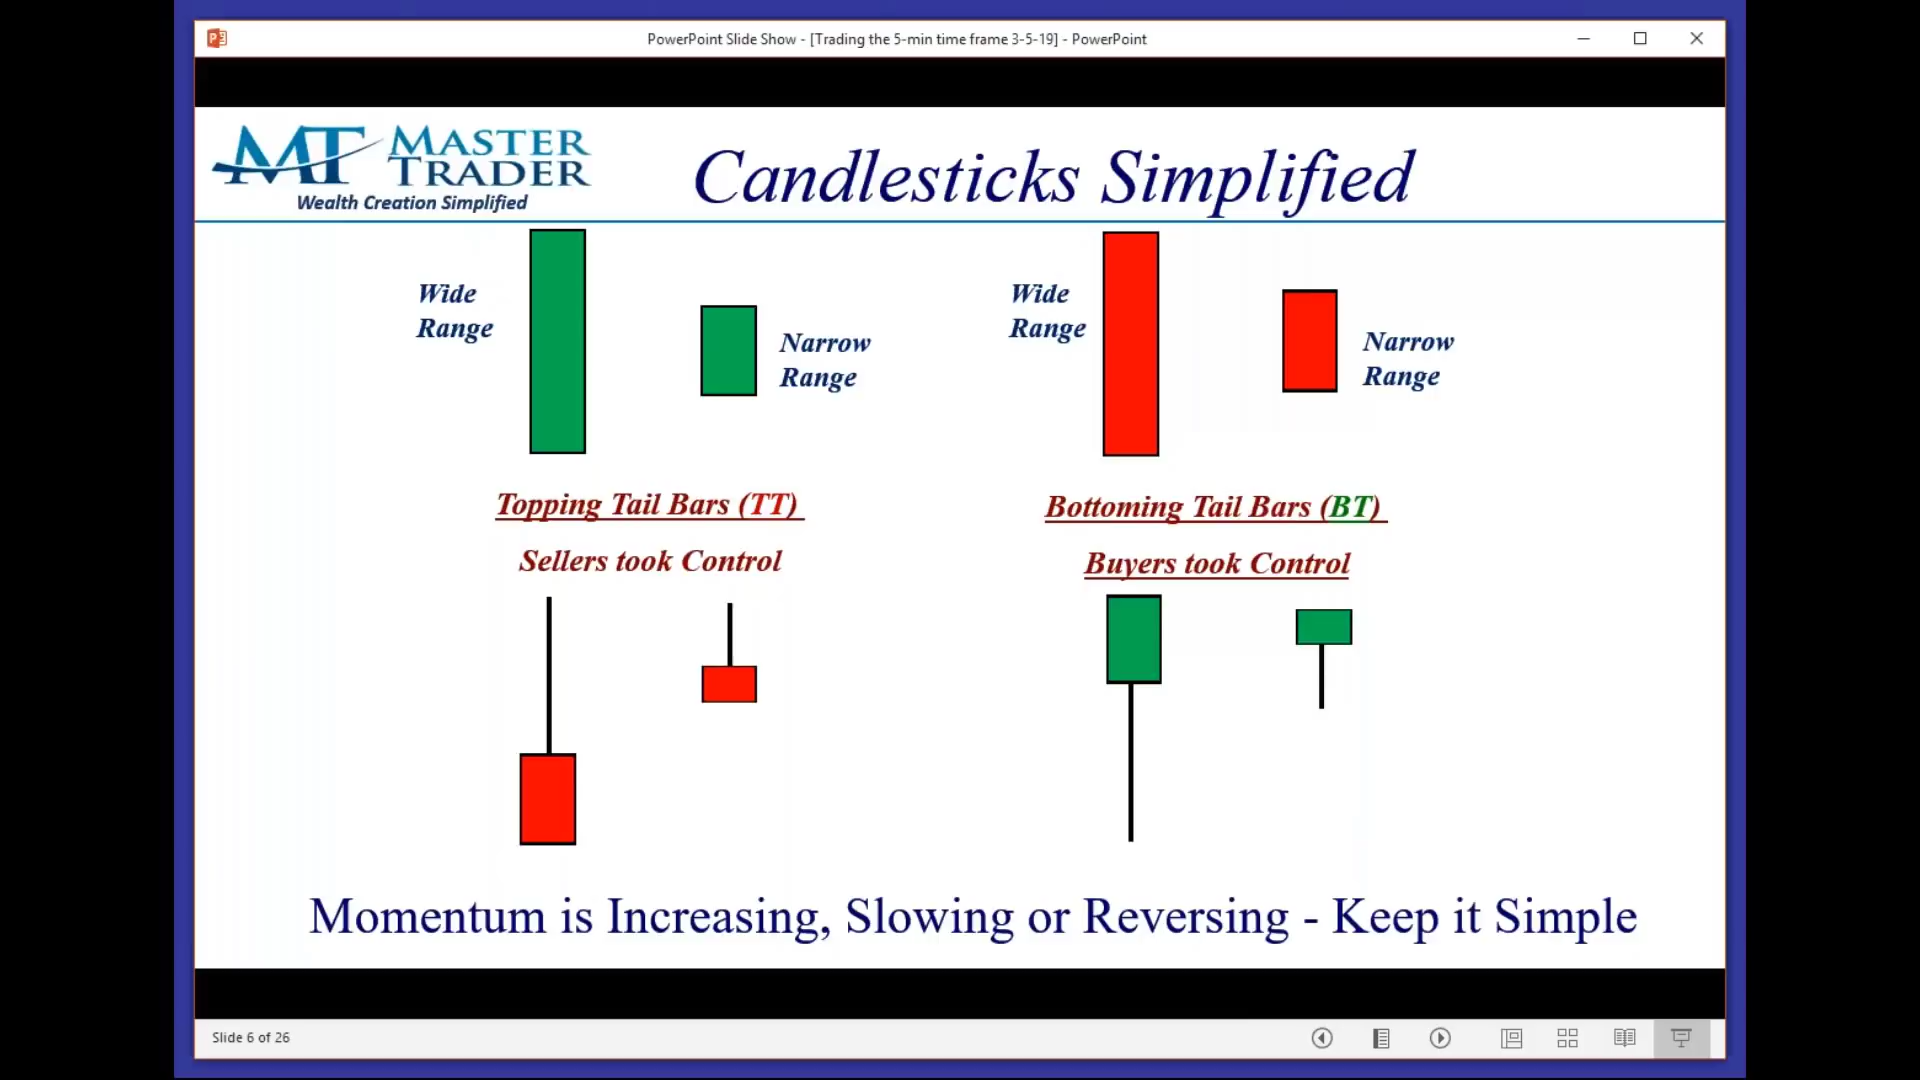 PowerPoint Slide Show - [Trading the 5-min time frame 3-5-19] - PowerPoint
MT MASTER
TRADER
Wealth Creation Simplified
Candlesticks Simplified
Wide
Range
Narrow
Range
Wide
Range
Narrow
Range
Topping Tail Bars (TT)
Sellers took Control
Bottoming Tail Bars (BT)
Buyers took Control
Momentum is Increasing, Slowing or Reversing - Keep it Simple
Slide 6 of 26